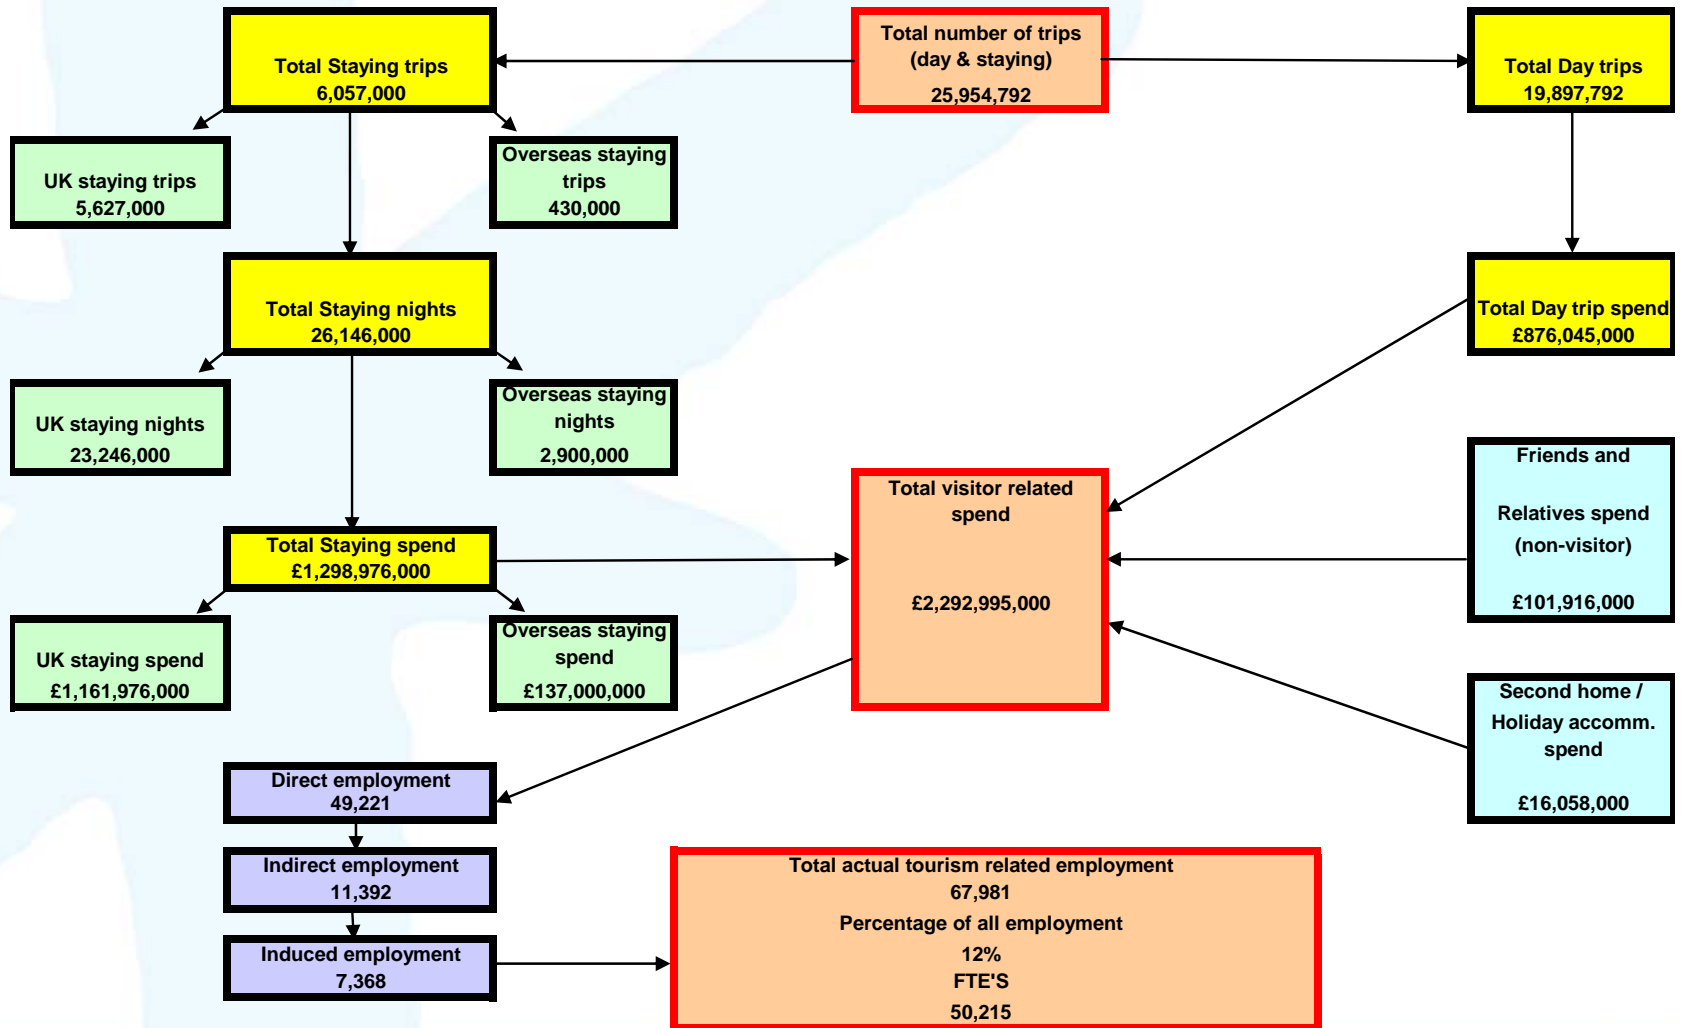 Total Staying trips
6,057,000
Total number of trips
(day & staying)
25,954,792
Total Day trips
19,897,792
UK staying trips
5,627,000
Overseas staying
trips
430,000
Total Staying nights
26,146,000
Total Day trip spend
£876,045,000
UK staying nights
23,246,000
Overseas staying
nights
2,900,000
Friends and
Relatives spend
(non-visitor)
£101,916,000
Total visitor related
spend
£2,292,995,000
Total Staying spend
£1,298,976,000
UK staying spend
£1,161,976,000
Overseas staying
spend
£137,000,000
Second home /
Holiday accomm.
spend
£16,058,000
Direct employment
49,221
Indirect employment
11,392
Induced employment
7,368
Total actual tourism related employment
67,981
Percentage of all employment
12%
FTE'S
50,215